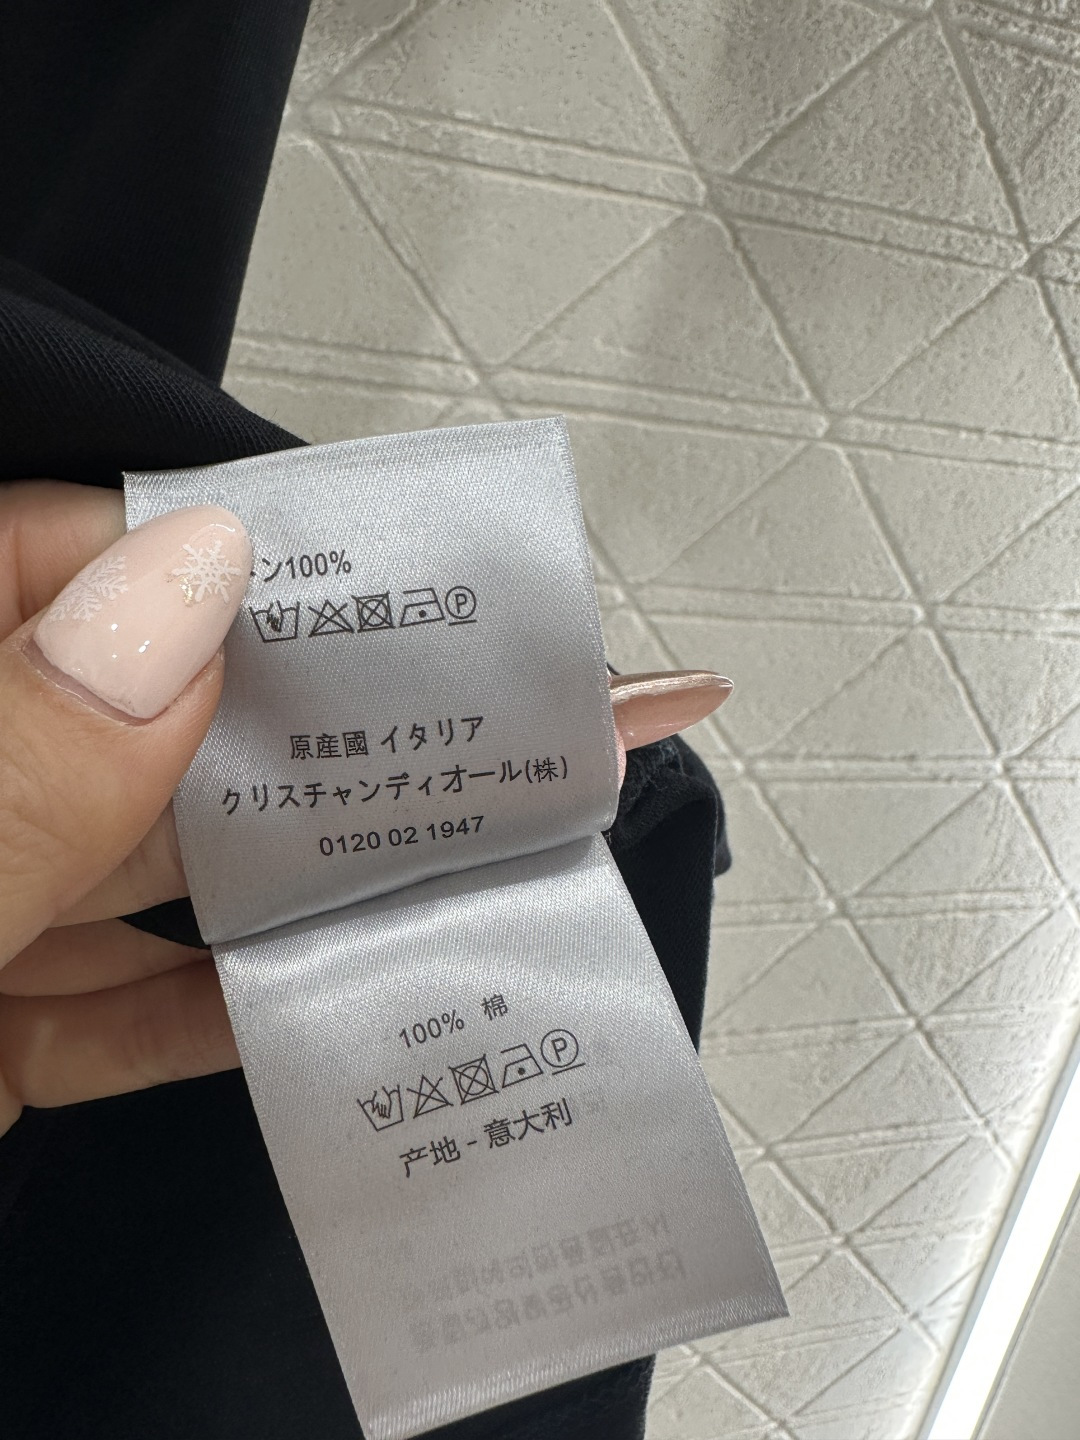 ン100%
P
原産國 イタリア
クリスチャンディオール(株)
0120 02 1947
100% 棉
P
产地 - 意大利